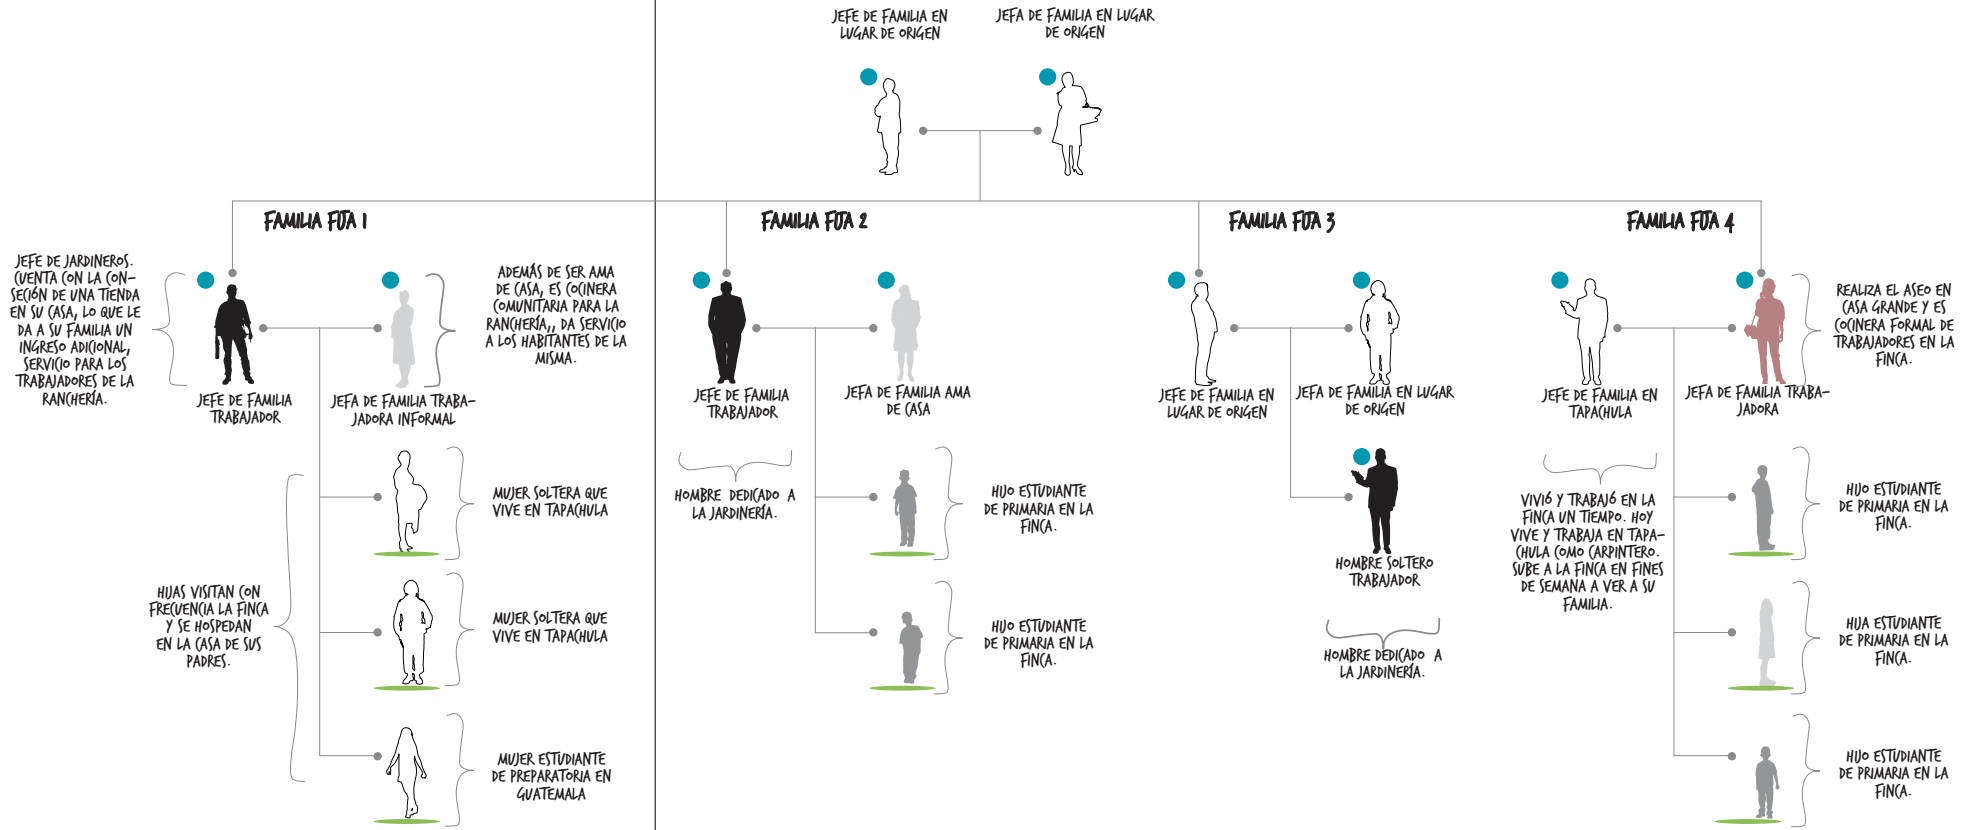 JEFE DE FAMILIA EN
LUGAR DE ORIGEN
JEFA DE FAMILIA EN LUGAR
DE ORIGEN
FAMILIA FIJA 1
JEFE DE JARDINEROS.
CUENTA CON LA CON-
SECIÓN DE UNA TIENDA
EN SU CASA, LO QUE LE
DA A SU FAMILIA UN
INGRESO ADICIONAL,
SERVICIO PARA LOS
TRABAJADORES DE LA
RANCHERÍA.
JEFE DE FAMILIA
TRABAJADOR
JEFA DE FAMILIA TRABA-
JADORA INFORMAL
ADEMÁS DE SER AMA
DE CASA, ES COCINERA
COMUNITARIA PARA LA
RANCHERÍA,, DA SERVICIO
A LOS HABITANTES DE LA
MISMA.
HIJAS VISITAN CON
FRECUENCIA LA FINCA
Y SE HOSPEDAN
EN LA CASA DE SUS
PADRES.
MUJER SOLTERA QUE
VIVE EN TAPACHULA
MUJER SOLTERA QUE
VIVE EN TAPACHULA
MUJER ESTUDIANTE
DE PREPARATORIA EN
GUATEMALA
FAMILIA FIJA 2
JEFE DE FAMILIA
TRABAJADOR
JEFA DE FAMILIA AMA
DE CASA
HOMBRE DEDICADO A
LA JARDINERÍA.
HIJO ESTUDIANTE
DE PRIMARIA EN LA
FINCA.
HIJO ESTUDIANTE
DE PRIMARIA EN LA
FINCA.
FAMILIA FIJA 3
JEFE DE FAMILIA EN
LUGAR DE ORIGEN
JEFA DE FAMILIA EN LUGAR
DE ORIGEN
HOMBRE SOLTERO
TRABAJADOR
HOMBRE DEDICADO A
LA JARDINERÍA.
FAMILIA FIJA 4
JEFE DE FAMILIA EN
TAPACHULA
JEFA DE FAMILIA TRABA-
JADORA
REALIZA EL ASEO EN
CASA GRANDE Y ES
COCINERA FORMAL DE
TRABAJADORES EN LA
FINCA.
VIVIÓ Y TRABAJÓ EN LA
FINCA UN TIEMPO. HOY
VIVE Y TRABAJA EN TAPA-
CHULA COMO CARPINTERO.
SUBE A LA FINCA EN FINES
DE SEMANA A VER A SU
FAMILIA.
HIJO ESTUDIANTE
DE PRIMARIA EN LA
FINCA.
HIJA ESTUDIANTE
DE PRIMARIA EN LA
FINCA.
HIJO ESTUDIANTE
DE PRIMARIA EN LA
FINCA.